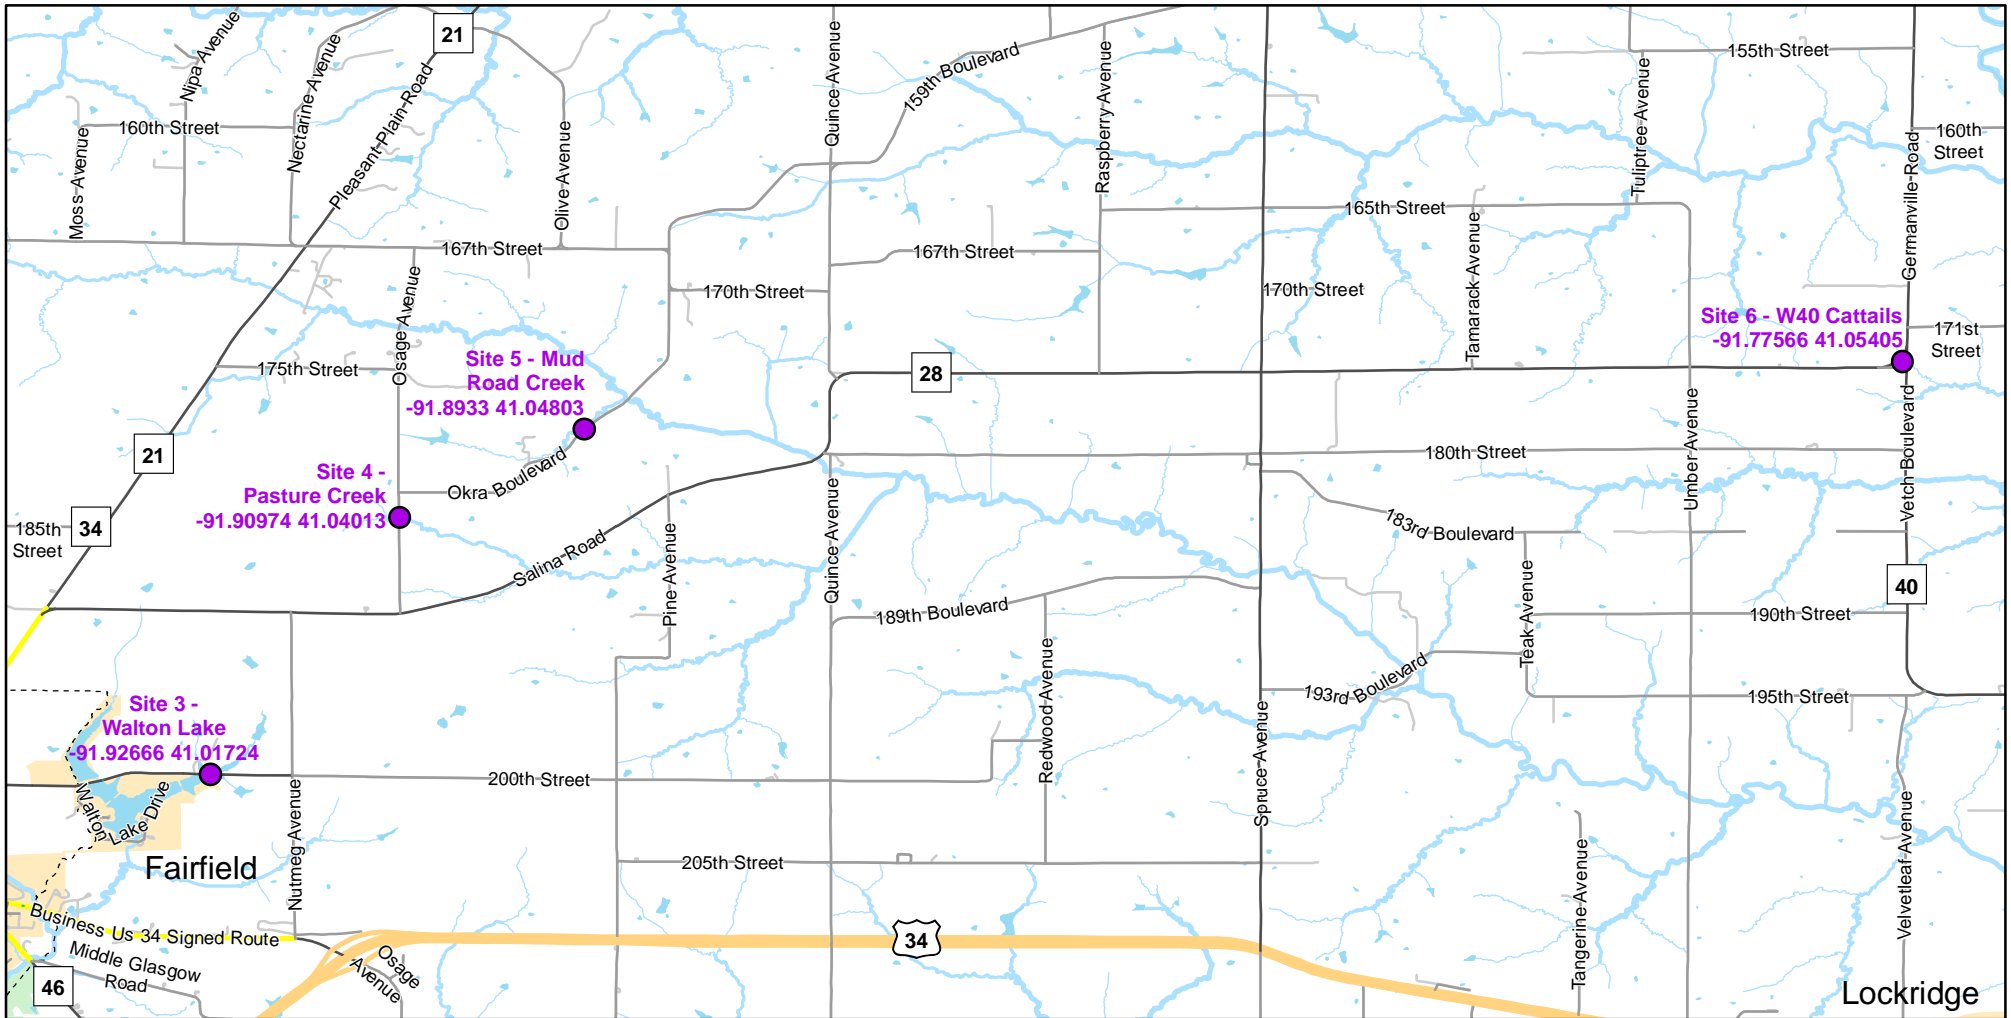 21
Nipa Avenue
Nectarine Avenue
Quince Avenue
159th Boulevard
Raspberry Avenue
155th Street
Tuliptree Avenue
160th Street
Moss Avenue
Pleasant-Plain-Road
Olive-Avenue
Germanville-Road
160th
Street
165th Street
Tamarack-Avenue
167th Street
167th Street
Osage Avenue
170th Street
170th Street
Site 6 - W40 Cattails
-91.77566 41.05405
171st
Street
175th Street
Site 5 - Mud
Road Creek
-91.8933 41.04803
28
Umber Avenue
Vetch-Boulevard
21
Site 4 -
Pasture Creek
-91.90974 41.04013
Okra Boulevard
180th Street
185th
Street
34
Salina-Road
Pine Avenue
Quince Avenue
183rd-Boulevard
40
189th Boulevard
Teak Avenue
190th Street
Redwood-Avenue
193rd-Boulevard
195th Street
Site 3 -
Walton Lake
-91.92666 41.01724
Walton
Lake Drive
Nutmeg-Avenue
200th Street
Spruce-Avenue
Fairfield
205th Street
Tangerine Avenue
Velvetleaf-Avenue
Business Us 34 Signed Route
Middle Glasgow
Road
Osage
Avenue
34
46
Lockridge